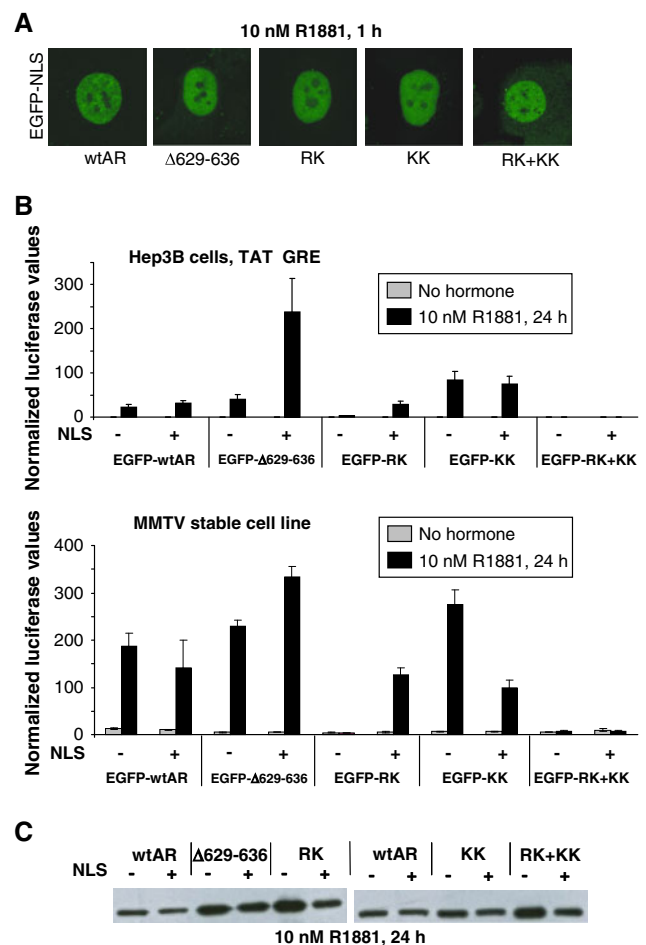 A
10 nM R1881, 1 h
EGFP-NLS
wtAR Δ629-636 RK KK RK+KK
B
Hep3B cells, TAT GRE
Normalized luciferase values
300
200
100
0
No hormone
10 nM R1881, 24 h
NLS - + - + - + - + - +
EGFP-wtAR EGFP-Δ629-636 EGFP-RK EGFP-KK EGFP-RK+KK
MMTV stable cell line
Normalized luciferase values
400
300
200
100
0
No hormone
10 nM R1881, 24 h
NLS - + - + - + - + - +
EGFP-wtAR EGFP-Δ629-636 EGFP-RK EGFP-KK EGFP-RK+KK
C
wtAR Δ629-636 RK wtAR KK RK+KK
NLS - + - + - + - + - + - +
10 nM R1881, 24 h